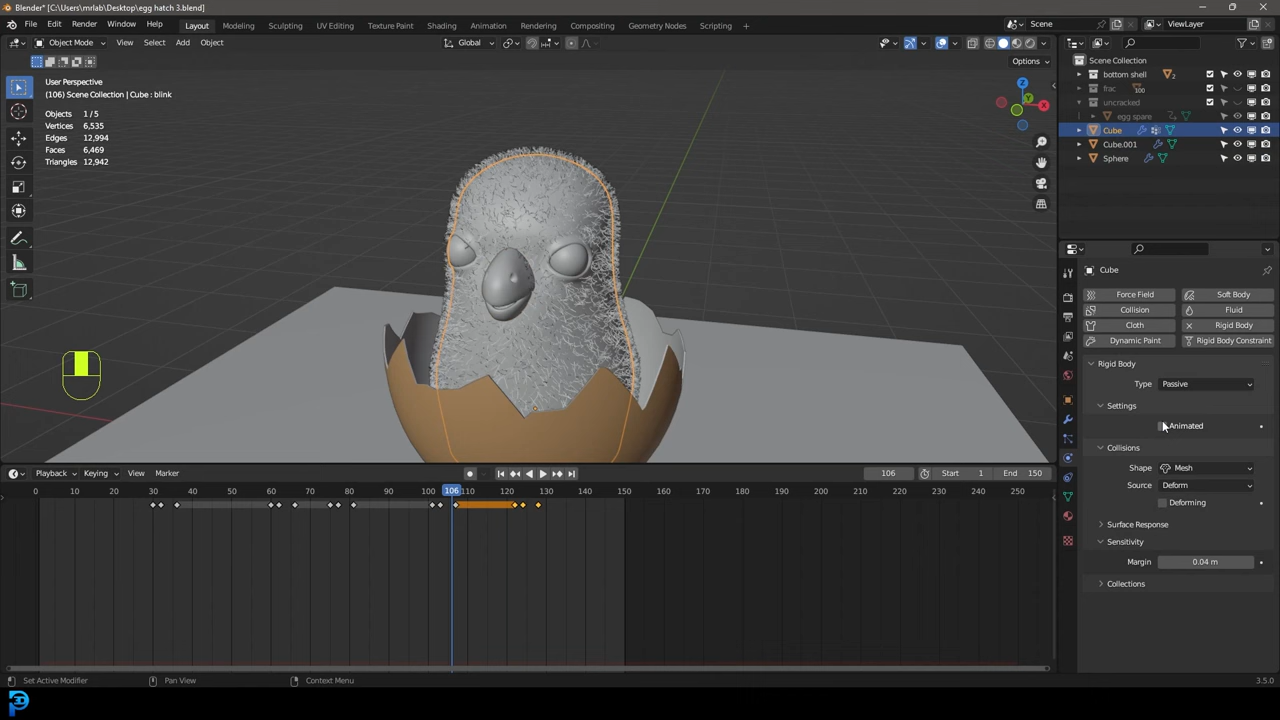 Blender* [C:\Users\mrlab\Desktop\egg hatch 3.blend]
File Edit Render Window Help Layout Modeling Sculpting UV Editing Texture Paint Shading Animation Rendering Compositing Geometry Nodes Scripting + Scene ViewLayer
Object Mode View Select Add Object Global
Options
User Perspective
(106) Scene Collection | Cube : blink
Objects 1/5
Vertices 6,535
Edges 12,994
Faces 6,469
Triangles 12,942
Z
Y
X
Scene Collection
bottom shell 2
frac 100
uncracked
egg spare
Cube
Cube.001
Sphere
Cube
Force Field Soft Body
Collision Fluid
Cloth Rigid Body
Dynamic Paint Rigid Body Constraint
Rigid Body
Type Passive
Settings
Animated
Collisions
Shape Mesh
Source Deform
Deforming
Surface Response
Sensitivity
Margin 0.04 m
Collections
Playback Keying View Marker 106 Start 1 End 150
0 10 20 30 40 50 60 70 80 90 100 106 110 120 130 140 150 160 170 180 190 200 210 220 230 240 250
Set Active Modifier Pan View Context Menu 3.5.0